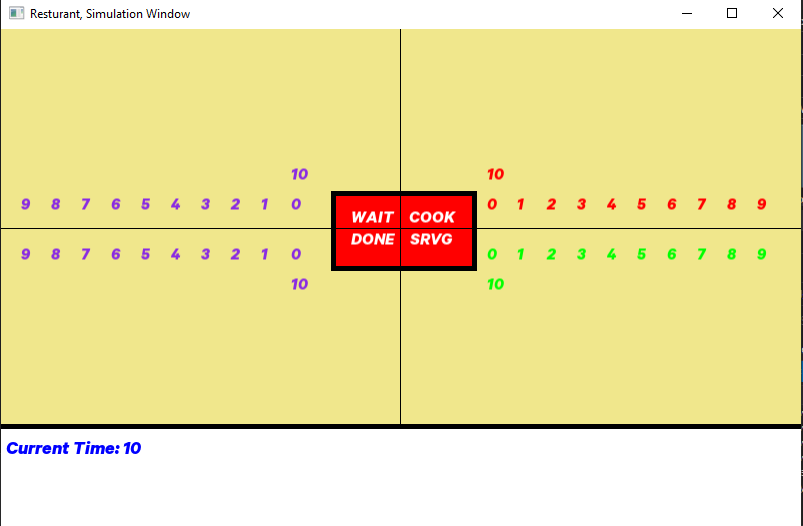 Resturant, Simulation Window
10 10
9 8 7 6 5 4 3 2 1 0 WAIT COOK 0 1 2 3 4 5 6 7 8 9
9 8 7 6 5 4 3 2 1 0 DONE SRVG 0 1 2 3 4 5 6 7 8 9
10 10
Current Time: 10